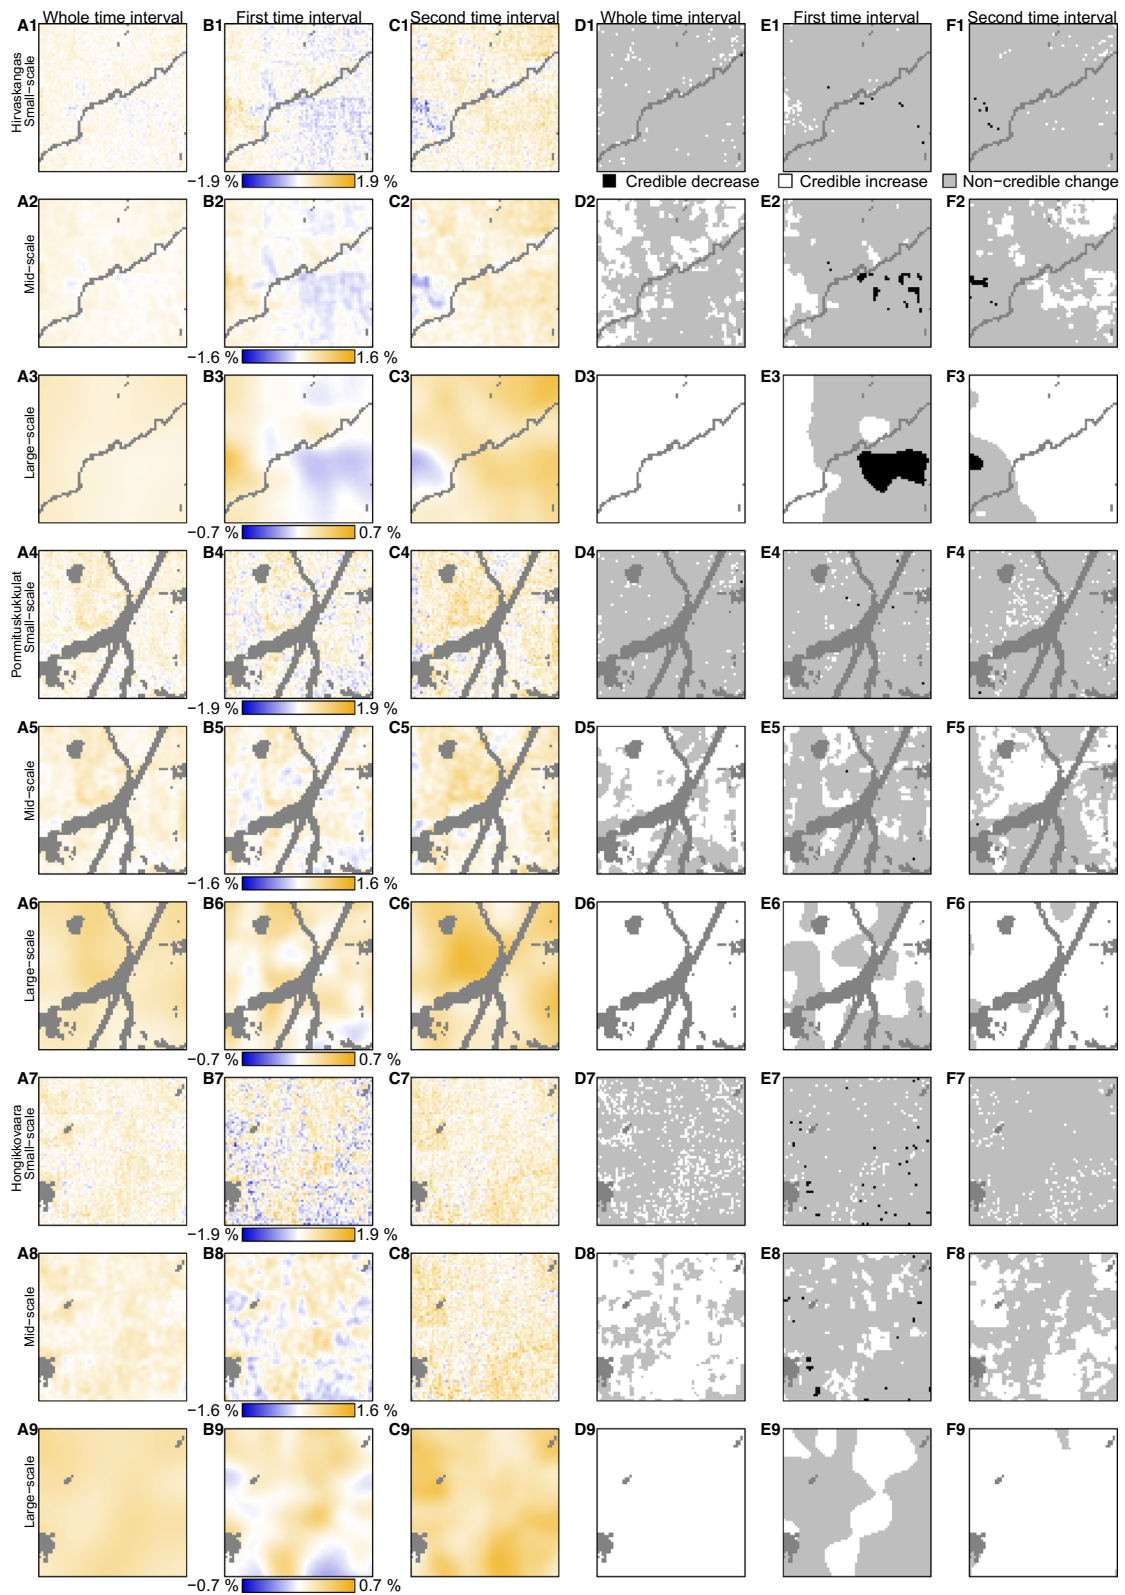 Whole time interval First time interval Second time interval Whole time interval First time interval Second time interval
A1 B1 C1 D1 E1 F1
Hirvaskangas
Small−scale
−1.9 % 1.9 %
Credible decrease Credible increase Non−credible change
A2 B2 C2 D2 E2 F2
Mid−scale
−1.6 % 1.6 %
A3 B3 C3 D3 E3 F3
Large−scale
−0.7 % 0.7 %
A4 B4 C4 D4 E4 F4
Pommituskukkulat
Small−scale
−1.9 % 1.9 %
A5 B5 C5 D5 E5 F5
Mid−scale
−1.6 % 1.6 %
A6 B6 C6 D6 E6 F6
Large−scale
−0.7 % 0.7 %
A7 B7 C7 D7 E7 F7
Hongikkovaara
Small−scale
−1.9 % 1.9 %
A8 B8 C8 D8 E8 F8
Mid−scale
−1.6 % 1.6 %
A9 B9 C9 D9 E9 F9
Large−scale
−0.7 % 0.7 %